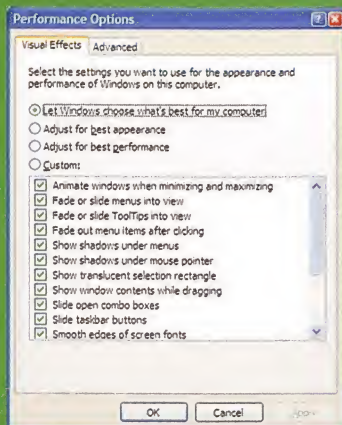 Performance Options
Visual Effects
Advanced
Select the settings you want to use for the appearance and
performance of Windows on this computer.
Let Windows choose what's best for my computer
Adjust for best appearance
Adjust for best performance
Custom:
Animate windows when minimizing and maximizing
Fade or slide menus into view
Fade or slide ToolTips into view
Fade out menu items after clicking
Show shadows under menus
Show shadows under mouse pointer
Show translucent selection rectangle
Show window contents while dragging
Slide open combo boxes
Slide taskbar buttons
Smooth edges of screen fonts
OK
Cancel
Apply